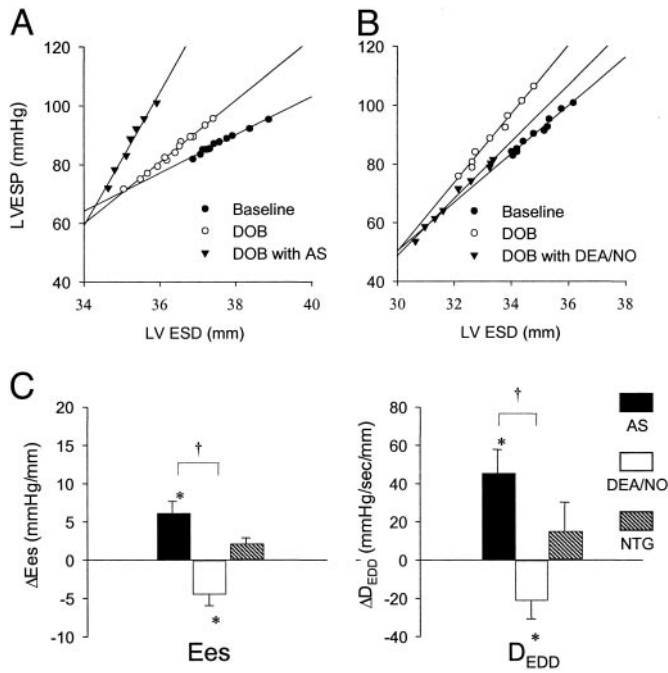 A
B
120
100
80
60
40
LVESP (mmHg)
Baseline
DOB
DOB with AS
34
36
38
40
LV ESD (mm)
120
100
80
60
40
Baseline
DOB
DOB with DEA/NO
30
32
34
36
38
LV ESD (mm)
C
20
15
10
5
0
-5
-10
ΔEes (mmHg/mm)
†
*
*
Ees
80
60
40
20
0
-20
-40
ΔD_EDD' (mmHg/sec/mm)
†
*
*
D_EDD
AS
DEA/NO
NTG